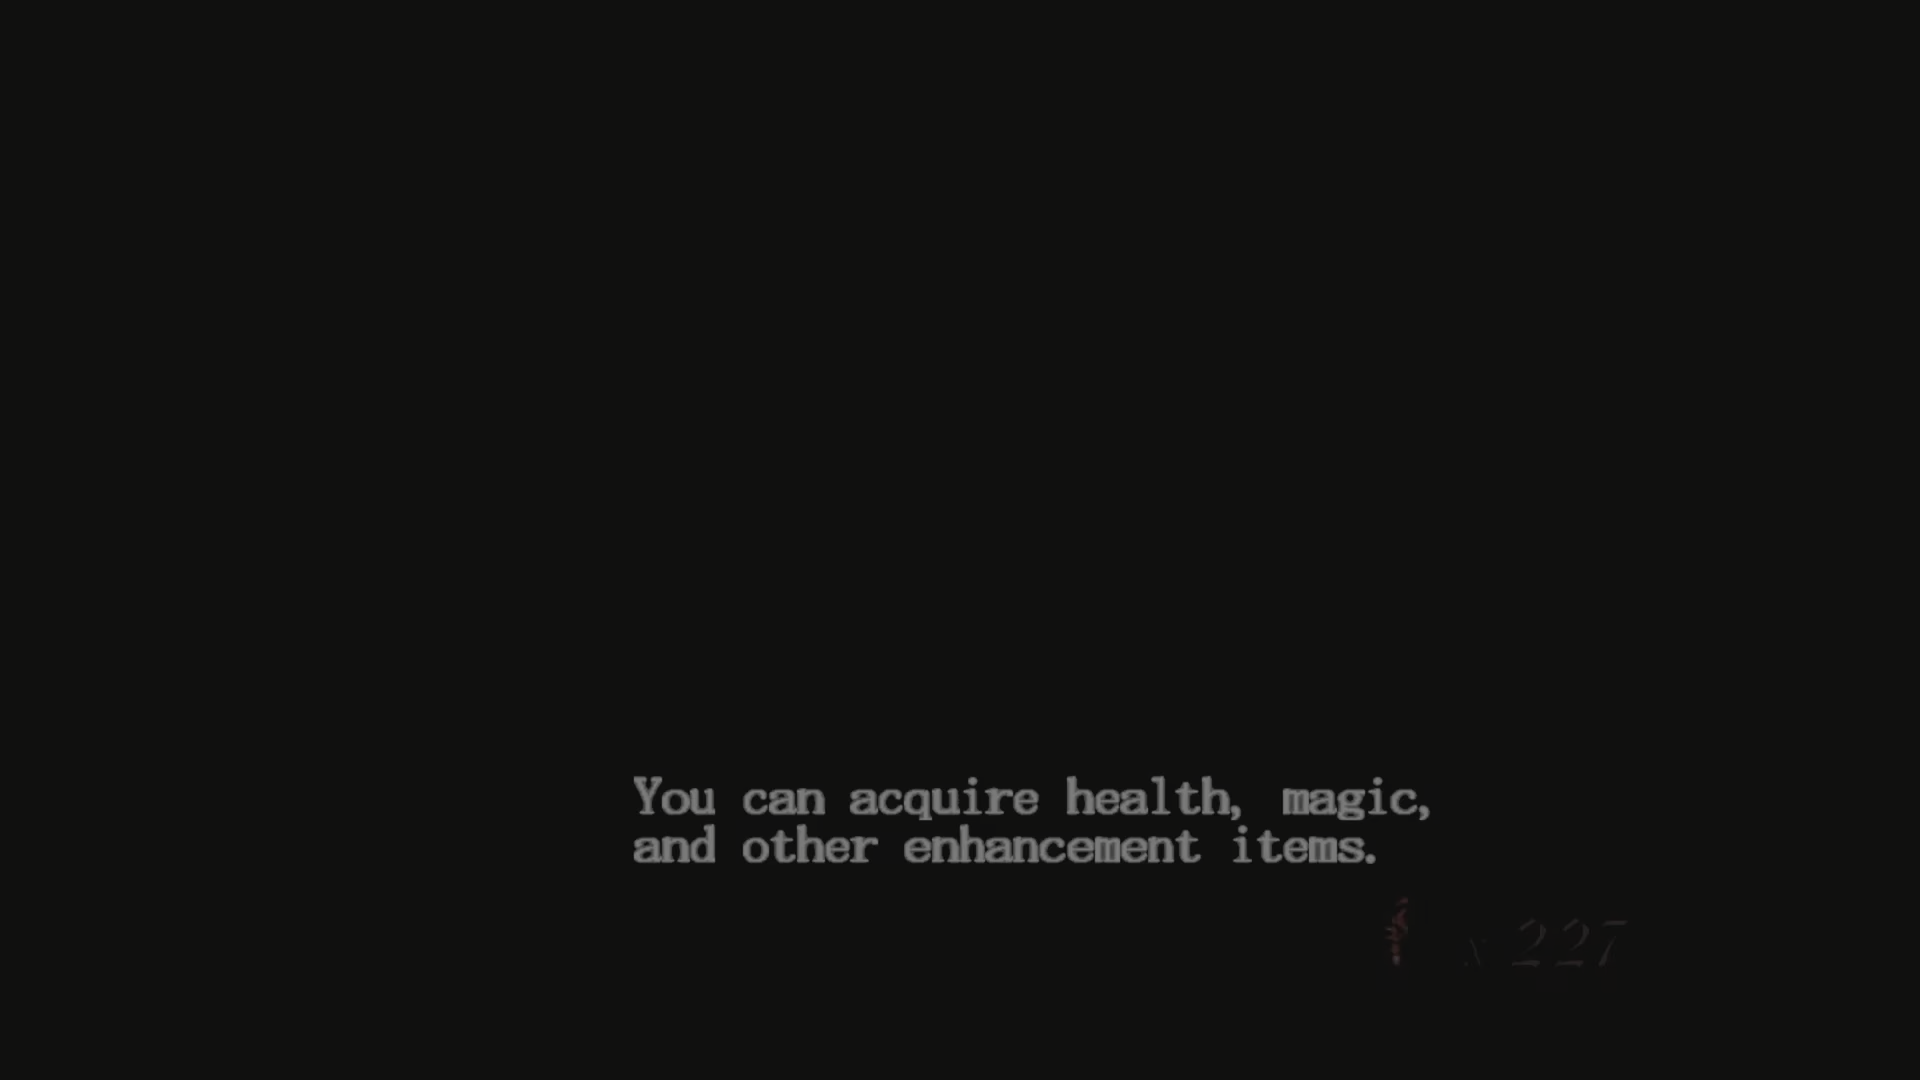 You can acquire health, magic,
and other enhancement items.
x 227